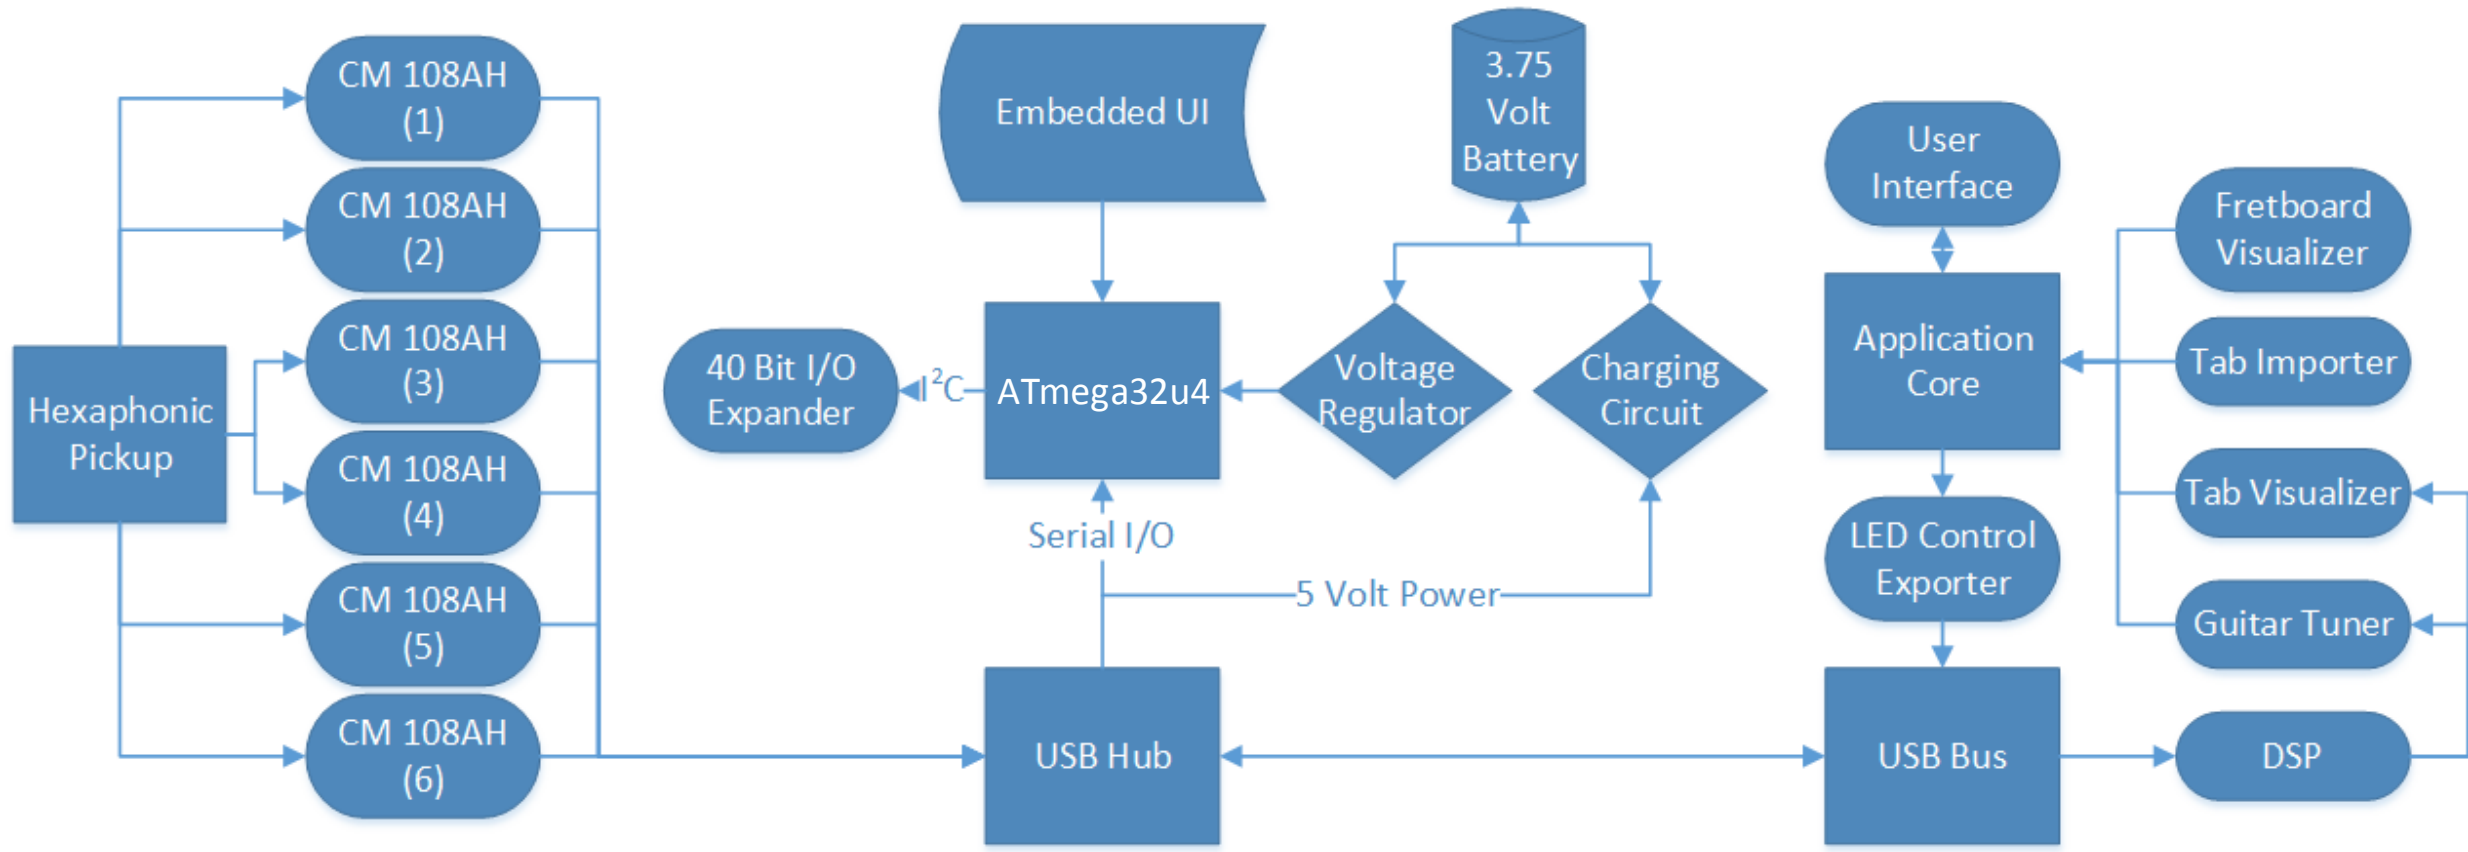 CM 108AH
(1)
CM 108AH
(2)
CM 108AH
(3)
CM 108AH
(4)
CM 108AH
(5)
CM 108AH
(6)
Hexaphonic
Pickup
Embedded UI
3.75
Volt
Battery
40 Bit I/O
Expander
I²C
ATmega32u4
Voltage
Regulator
Charging
Circuit
Serial I/O
5 Volt Power
USB Hub
User
Interface
Application
Core
LED Control
Exporter
USB Bus
Fretboard
Visualizer
Tab Importer
Tab Visualizer
Guitar Tuner
DSP